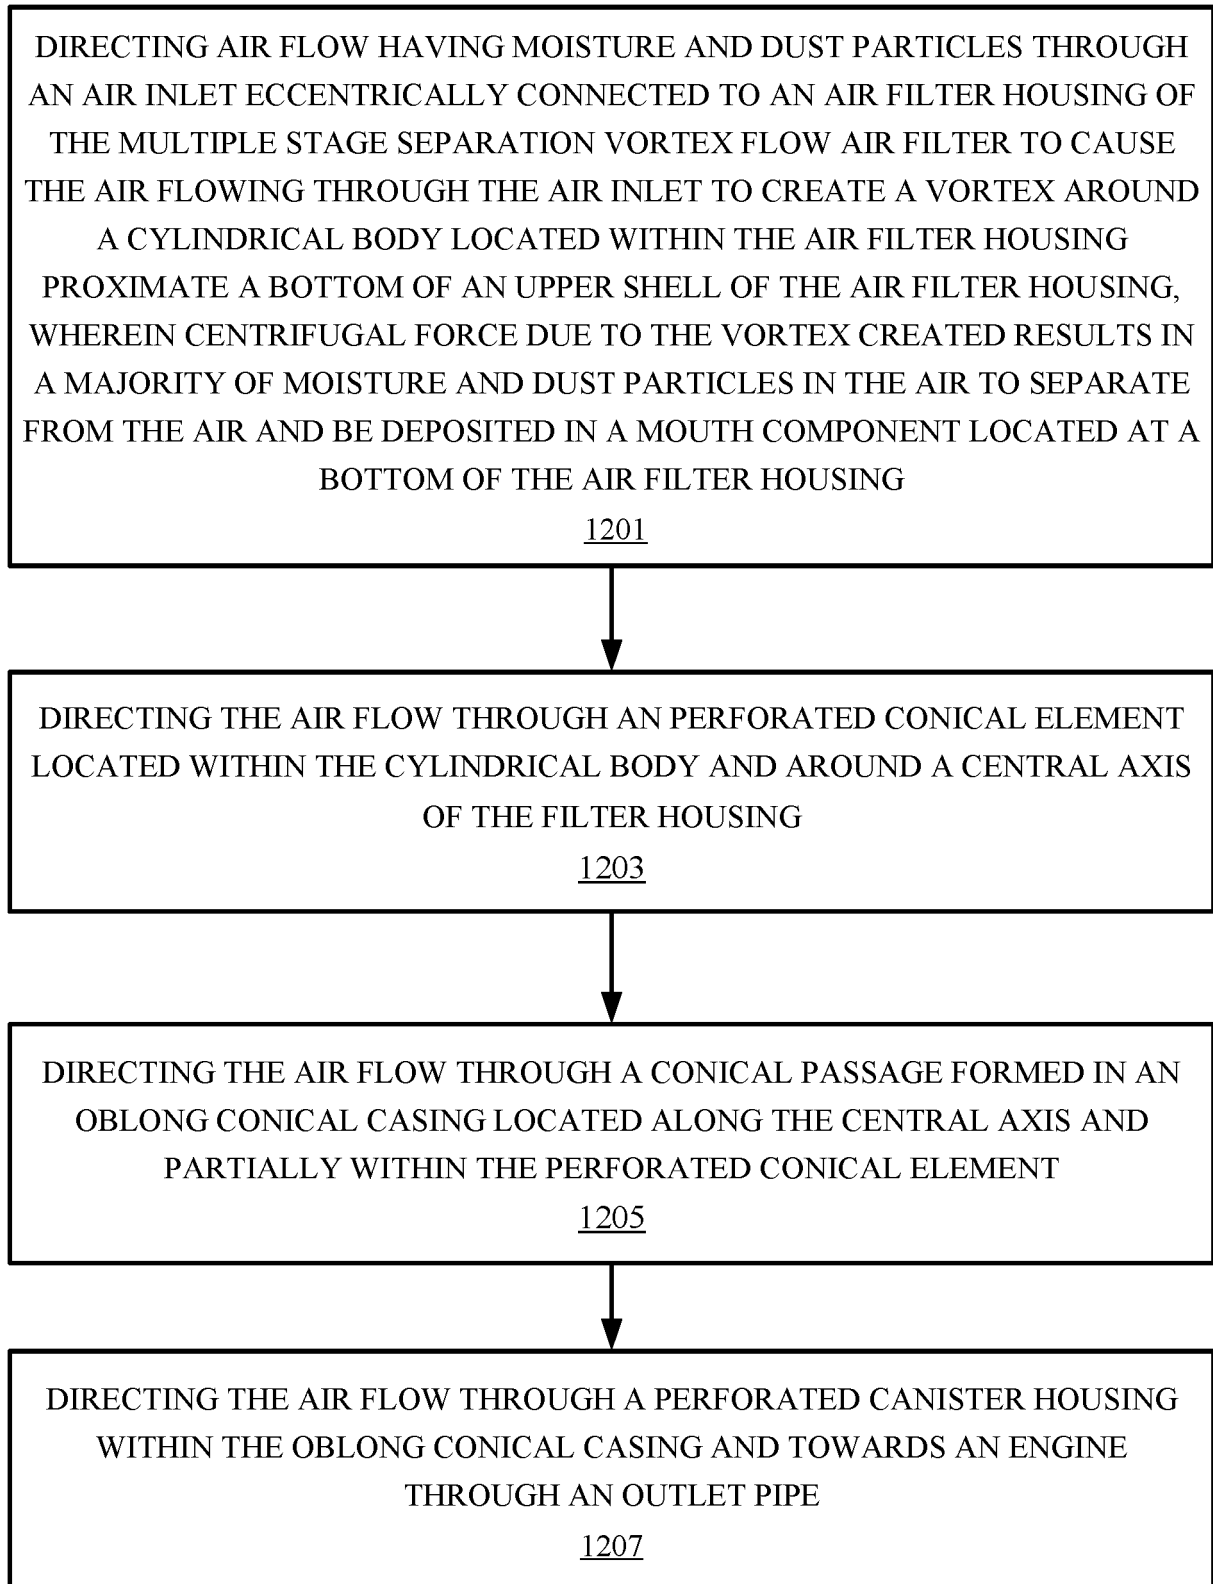 DIRECTING AIR FLOW HAVING MOISTURE AND DUST PARTICLES THROUGH
AN AIR INLET ECCENTRICALLY CONNECTED TO AN AIR FILTER HOUSING OF
THE MULTIPLE STAGE SEPARATION VORTEX FLOW AIR FILTER TO CAUSE
THE AIR FLOWING THROUGH THE AIR INLET TO CREATE A VORTEX AROUND
A CYLINDRICAL BODY LOCATED WITHIN THE AIR FILTER HOUSING
PROXIMATE A BOTTOM OF AN UPPER SHELL OF THE AIR FILTER HOUSING,
WHEREIN CENTRIFUGAL FORCE DUE TO THE VORTEX CREATED RESULTS IN
A MAJORITY OF MOISTURE AND DUST PARTICLES IN THE AIR TO SEPARATE
FROM THE AIR AND BE DEPOSITED IN A MOUTH COMPONENT LOCATED AT A
BOTTOM OF THE AIR FILTER HOUSING
1201
DIRECTING THE AIR FLOW THROUGH AN PERFORATED CONICAL ELEMENT
LOCATED WITHIN THE CYLINDRICAL BODY AND AROUND A CENTRAL AXIS
OF THE FILTER HOUSING
1203
DIRECTING THE AIR FLOW THROUGH A CONICAL PASSAGE FORMED IN AN
OBLONG CONICAL CASING LOCATED ALONG THE CENTRAL AXIS AND
PARTIALLY WITHIN THE PERFORATED CONICAL ELEMENT
1205
DIRECTING THE AIR FLOW THROUGH A PERFORATED CANISTER HOUSING
WITHIN THE OBLONG CONICAL CASING AND TOWARDS AN ENGINE
THROUGH AN OUTLET PIPE
1207